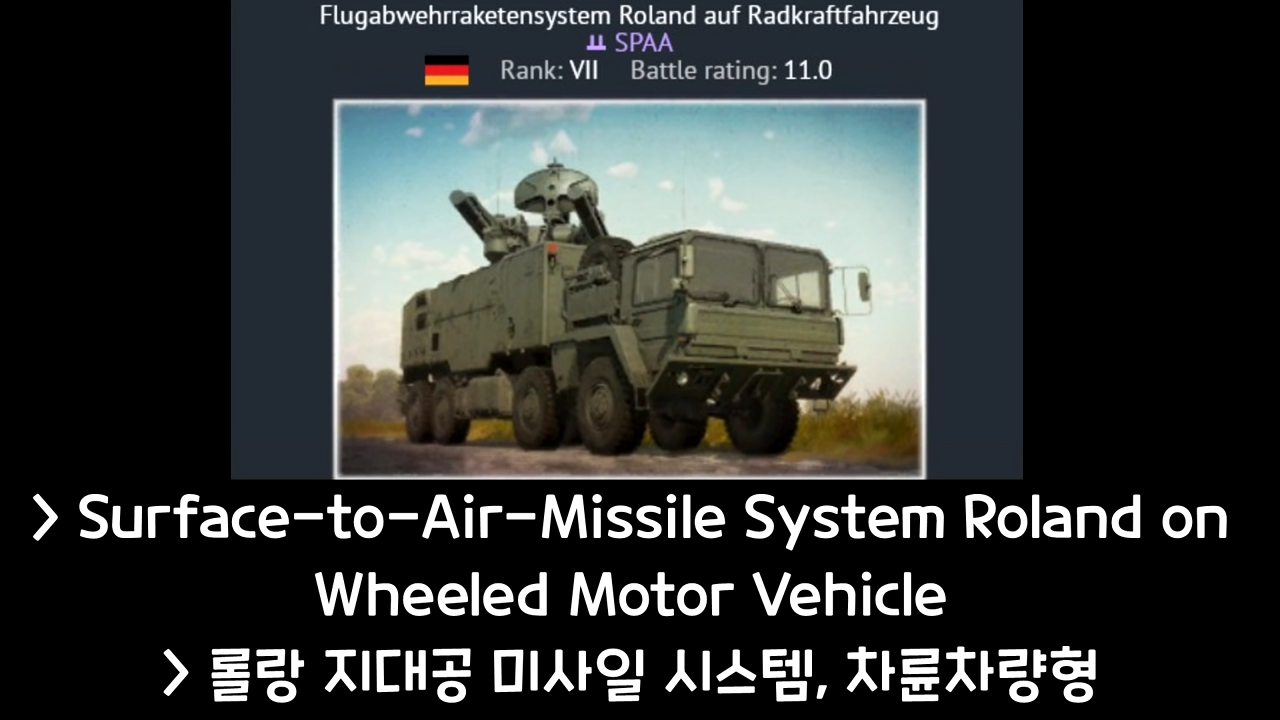 Flugabwehrraketensystem Roland auf Radkraftfahrzeug
SPAA
Rank: VII Battle rating: 11.0
> Surface-to-Air-Missile System Roland on
Wheeled Motor Vehicle
> 롤랑 지대공 미사일 시스템, 차륜차량형